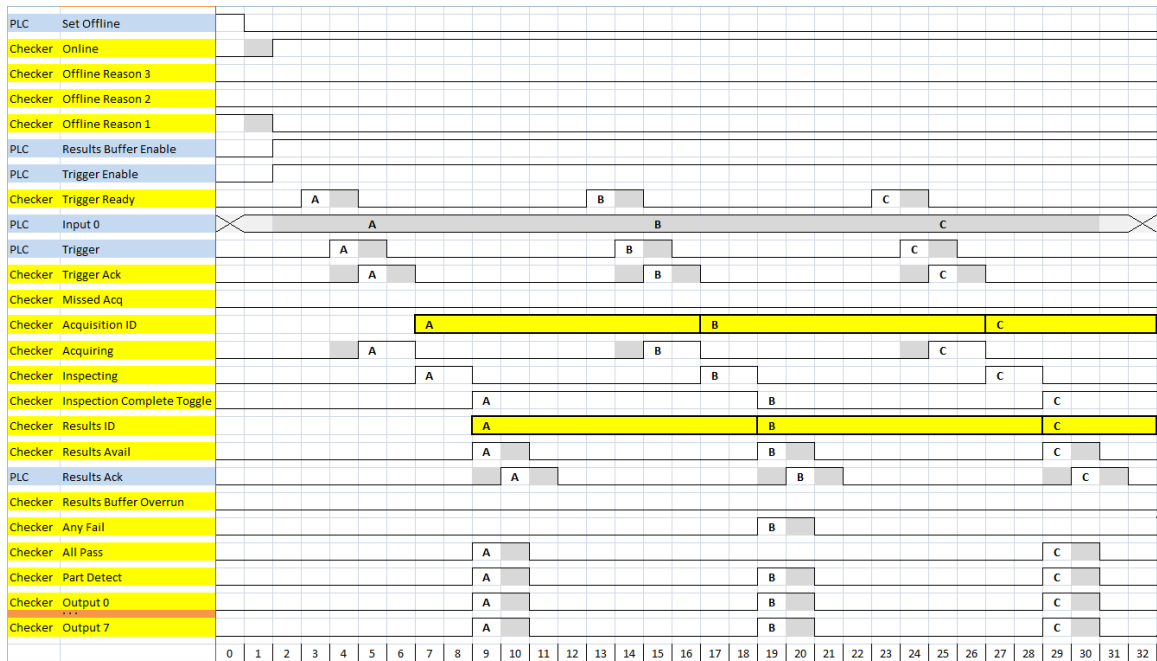 PLC Set Offline
Checker Online
Checker Offline Reason 3
Checker Offline Reason 2
Checker Offline Reason 1
PLC Results Buffer Enable
PLC Trigger Enable
Checker Trigger Ready A B C
PLC Input 0 A B C
PLC Trigger A B C
Checker Trigger Ack A B C
Checker Missed Acq
Checker Acquisition ID A B C
Checker Acquiring A B C
Checker Inspecting A B C
Checker Inspection Complete Toggle A B C
Checker Results ID A B C
Checker Results Avail A B C
PLC Results Ack A B C
Checker Results Buffer Overrun
Checker Any Fail B
Checker All Pass A C
Checker Part Detect A B C
Checker Output 0 A B C
...
Checker Output 7 A B C
0 1 2 3 4 5 6 7 8 9 10 11 12 13 14 15 16 17 18 19 20 21 22 23 24 25 26 27 28 29 30 31 32